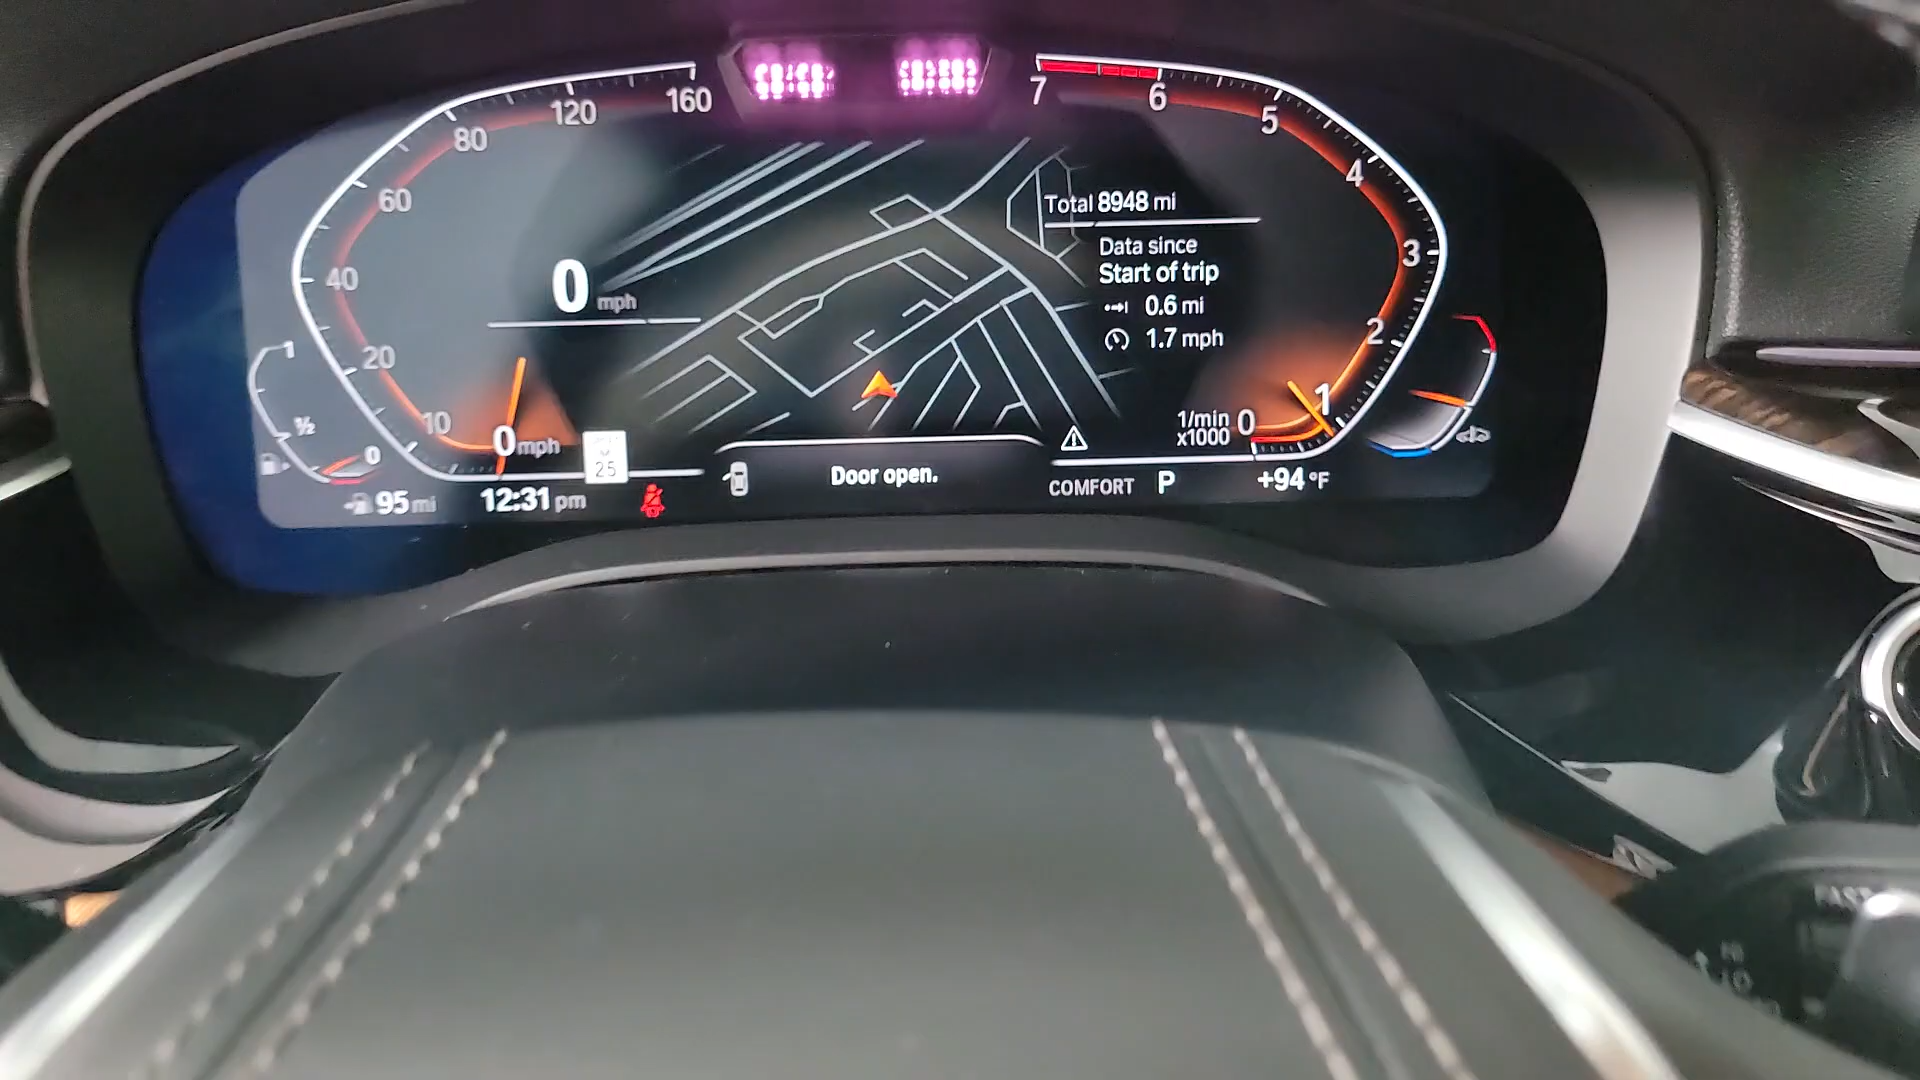 160
120
80
60
40
20
10
0 mph
0 mph
25
1
½
0
95 mi
12:31 pm
Door open.
7
6
5
4
3
2
1
0
1/min
x1000
Total 8948 mi
Data since
Start of trip
0.6 mi
1.7 mph
COMFORT P
+94 °F
FAST